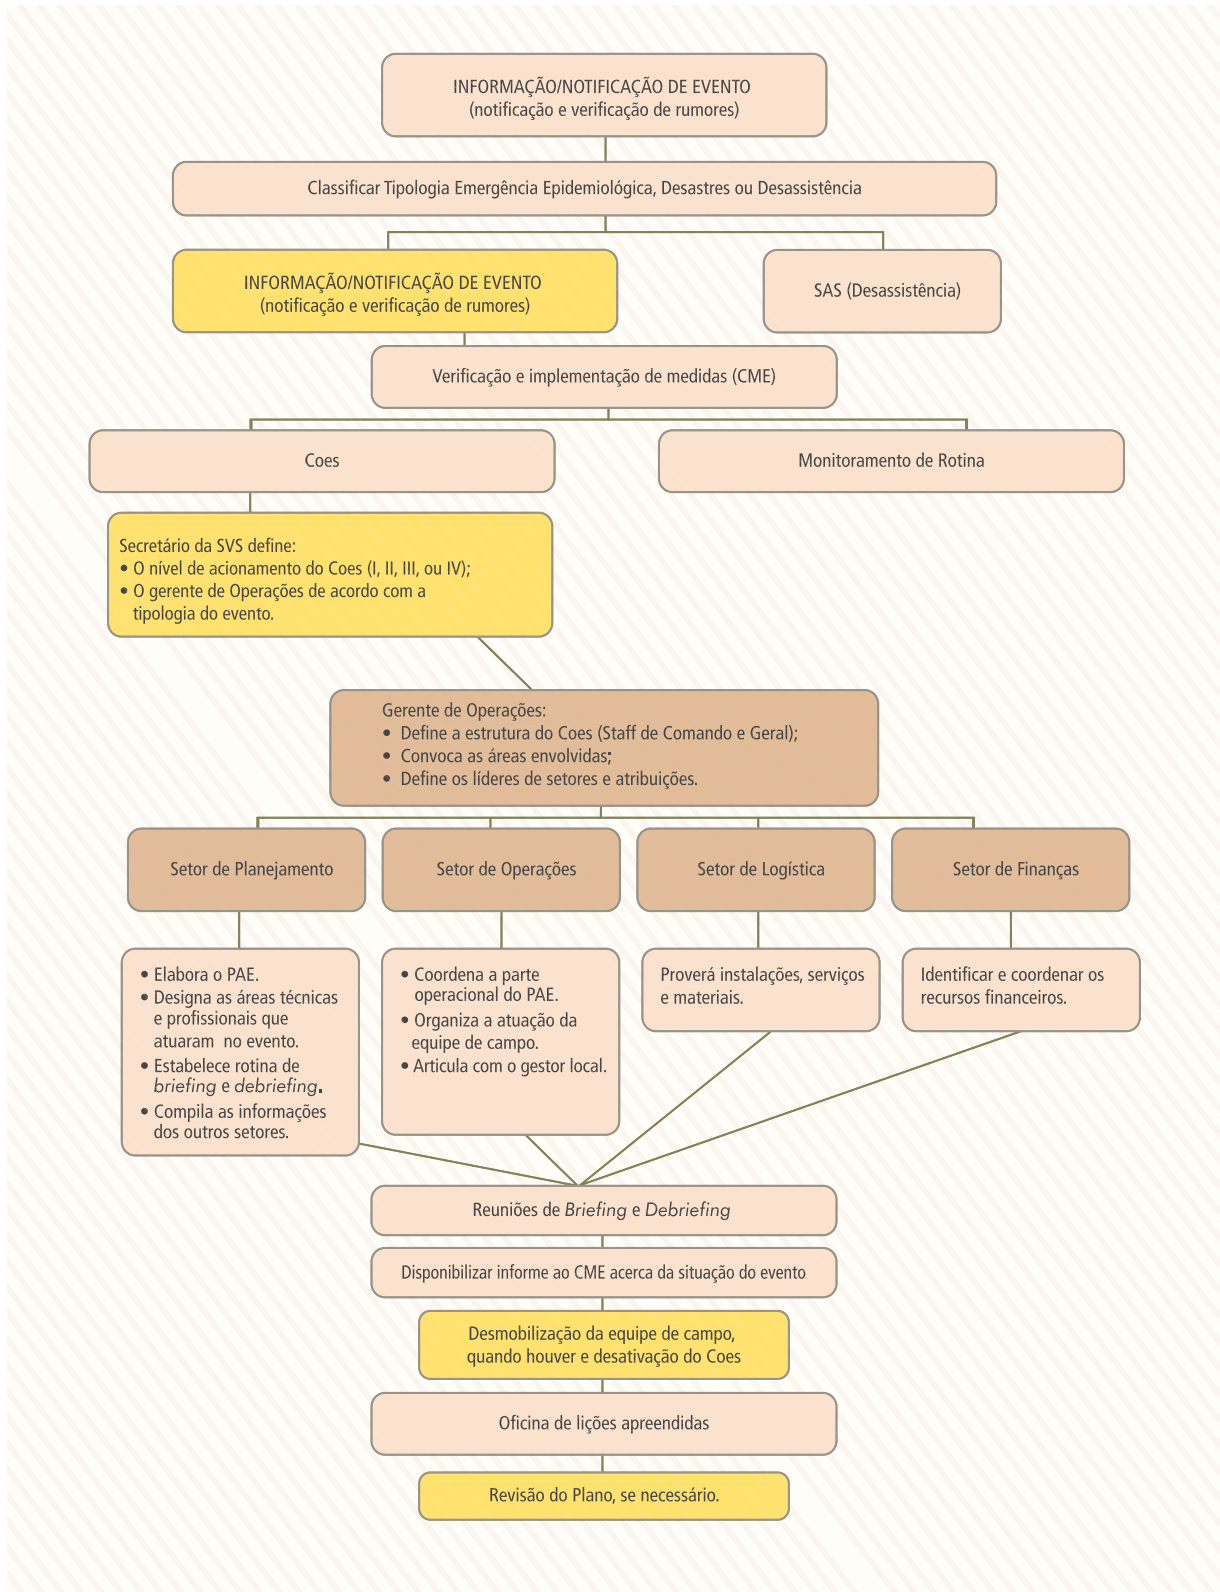 INFORMAÇÃO/NOTIFICAÇÃO DE EVENTO
(notificação e verificação de rumores)
Classificar Tipologia Emergência Epidemiológica, Desastres ou Desassistência
INFORMAÇÃO/NOTIFICAÇÃO DE EVENTO
(notificação e verificação de rumores)
SAS (Desassistência)
Verificação e implementação de medidas (CME)
Coes
Monitoramento de Rotina
Secretário da SVS define:
• O nível de acionamento do Coes (I, II, III, ou IV);
• O gerente de Operações de acordo com a
tipologia do evento.
Gerente de Operações:
• Define a estrutura do Coes (Staff de Comando e Geral);
• Convoca as áreas envolvidas;
• Define os líderes de setores e atribuições.
Setor de Planejamento
Setor de Operações
Setor de Logística
Setor de Finanças
• Elabora o PAE.
• Designa as áreas técnicas
e profissionais que
atuaram no evento.
• Estabelece rotina de
briefing e debriefing.
• Compila as informações
dos outros setores.
• Coordena a parte
operacional do PAE.
• Organiza a atuação da
equipe de campo.
• Articula com o gestor local.
Proverá instalações, serviços
e materiais.
Identificar e coordenar os
recursos financeiros.
Reuniões de Briefing e Debriefing
Disponibilizar informe ao CME acerca da situação do evento
Desmobilização da equipe de campo,
quando houver e desativação do Coes
Oficina de lições apreendidas
Revisão do Plano, se necessário.